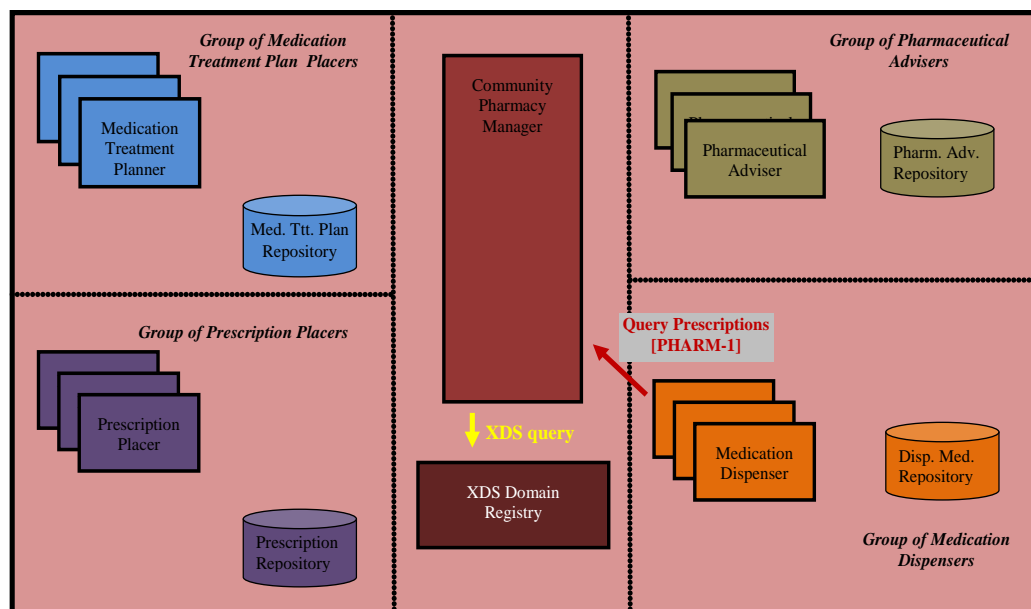 Group of Medication
Treatment Plan Placers
Medication
Treatment
Planner
Med. Ttt. Plan
Repository
Community
Pharmacy
Manager
Group of Pharmaceutical
Advisers
Pharmaceutical
Adviser
Pharm. Adv.
Repository
Group of Prescription Placers
Prescription
Placer
Prescription
Repository
XDS query
XDS Domain
Registry
Query Prescriptions
[PHARM-1]
Medication
Dispenser
Disp. Med.
Repository
Group of Medication
Dispensers